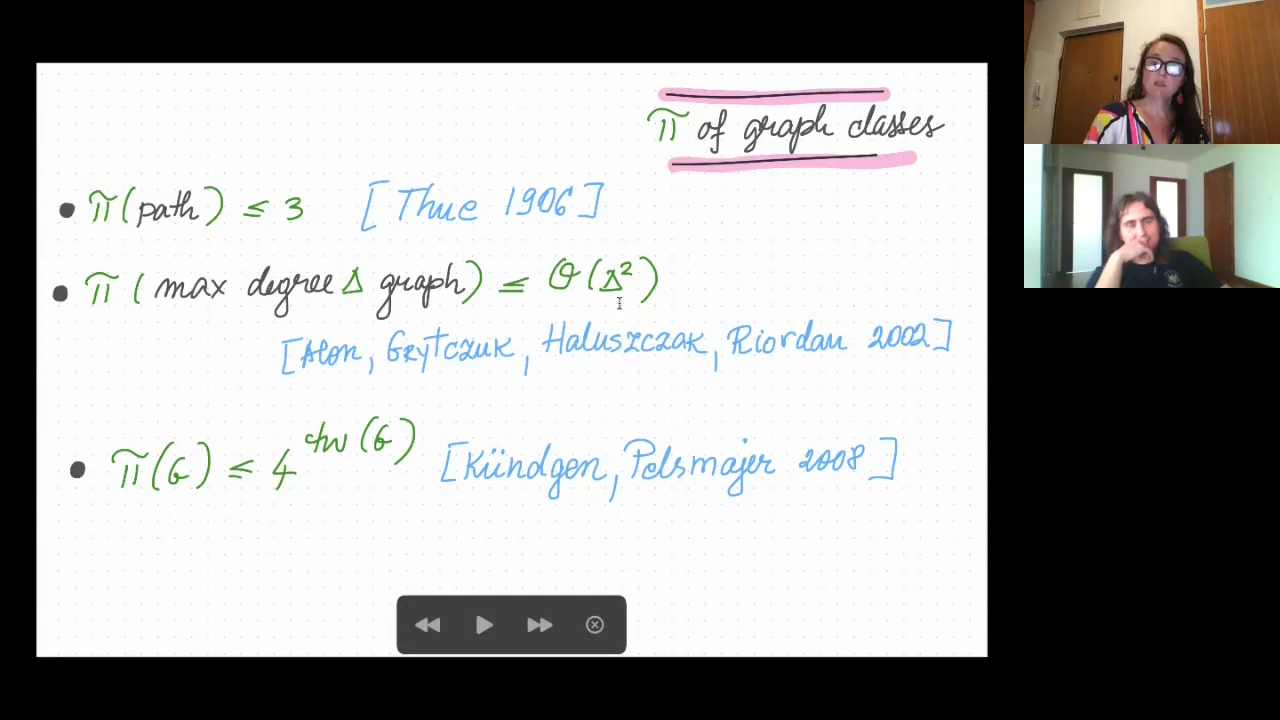 π of graph classes
• π(path) ≤ 3 [Thue 1906]
• π(max degree Δ graph) ≤ O(Δ²)
[Alon, Grytczuk, Haluszczak, Riordan 2002]
• π(G) ≤ 4^tw(G) [Kündgen, Pelsmajer 2008]